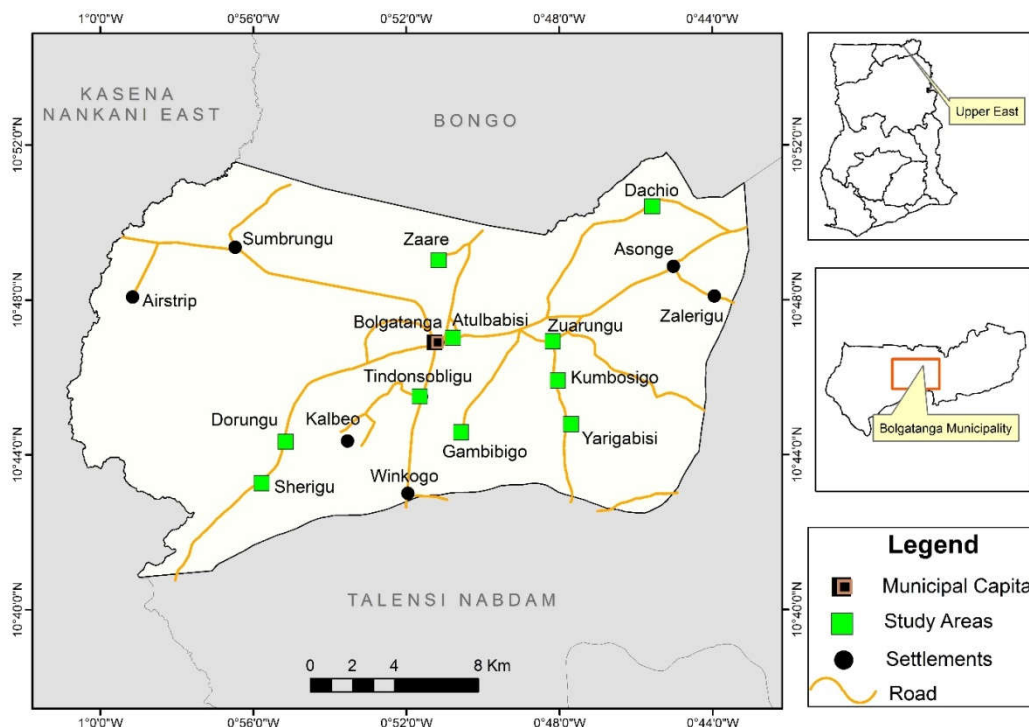 1°0'0"W 0°56'0"W 0°52'0"W 0°48'0"W 0°44'0"W
KASENA
NANKANI EAST
BONGO
Upper East
10°52'0"N
10°52'0"N
Dachio
Sumbrungu
Zaare
Asonge
10°48'0"N
Airstrip
Zalerigu
10°48'0"N
Bolgatanga
Atulbabisi
Zuarungu
Tindonsobligu
Kumbosigo
Dorungu
Kalbeo
Gambibigo
Yarigabisi
Bolgatanga Municipality
10°44'0"N
10°44'0"N
Sherigu
Winkogo
10°40'0"N
TALENSI NABDAM
10°40'0"N
0 2 4 8 Km
1°0'0"W 0°56'0"W 0°52'0"W 0°48'0"W 0°44'0"W
Legend
Municipal Capital
Study Areas
Settlements
Road